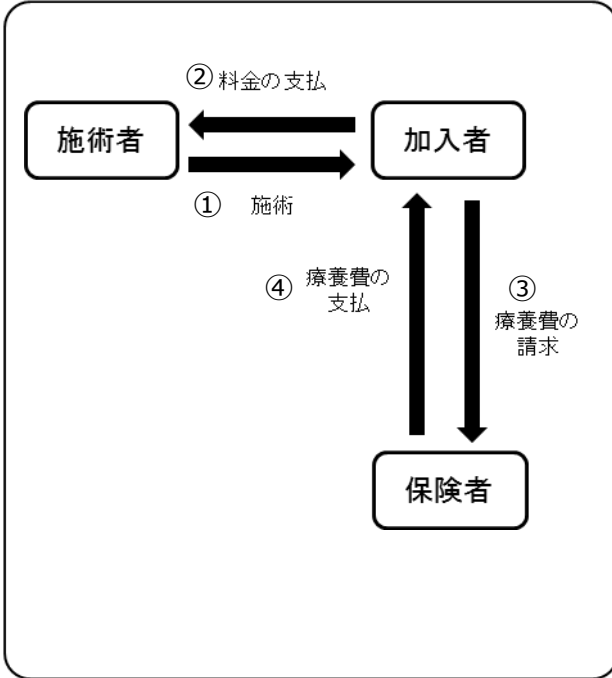 ② 料金の支払
施術者
加入者
① 施術
④ 療養費の
支払
③
療養費の
請求
保険者